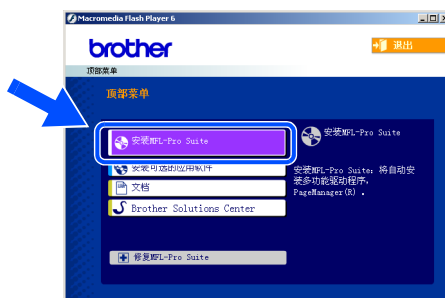 Macromedia Flash Player 6
brother
退出
顶部菜单
顶部菜单
安装MFL-Pro Suite
安装可选的应用软件
文档
Brother Solutions Center
修复MFL-Pro Suite
安装MFL-Pro Suite
安装MFL-Pro Suite: 将自动安
装多功能驱动程序,
PageManager(R) .